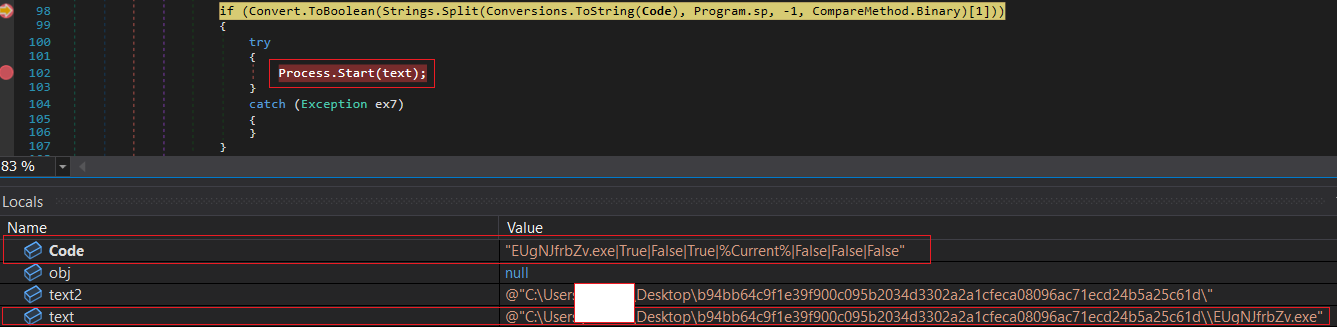 98 if (Convert.ToBoolean(Strings.Split(Conversions.ToString(Code), Program.sp, -1, CompareMethod.Binary)[1]))
99 {
100 try
101 {
102 Process.Start(text);
103 }
104 catch (Exception ex7)
105 {
106 }
107 }
83 %
Locals
Name Value
Code "EUgNJfrbZv.exe|True|False|True|%Current%|False|False|False"
obj null
text2 @"C:\Users Desktop\b94bb64c9f1e39f900c095b2034d3302a2a1cfeca08096ac71ecd24b5a25c61d\"
text @"C:\Users Desktop\b94bb64c9f1e39f900c095b2034d3302a2a1cfeca08096ac71ecd24b5a25c61d\\EUgNJfrbZv.exe"